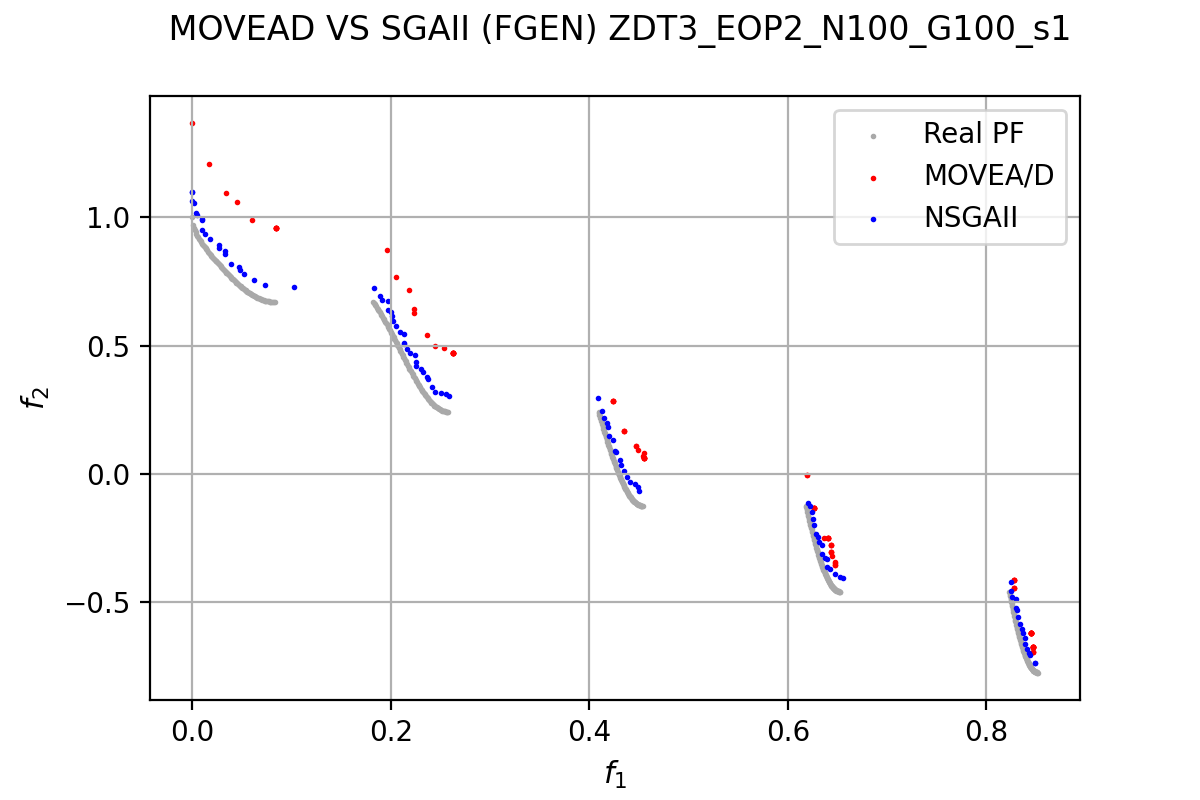 MOVEAD VS SGAII (FGEN) ZDT3_EOP2_N100_G100_s1
Real PF
MOVEA/D
NSGAII
1.0
0.5
0.0
−0.5
f2
0.0 0.2 0.4 0.6 0.8
f1